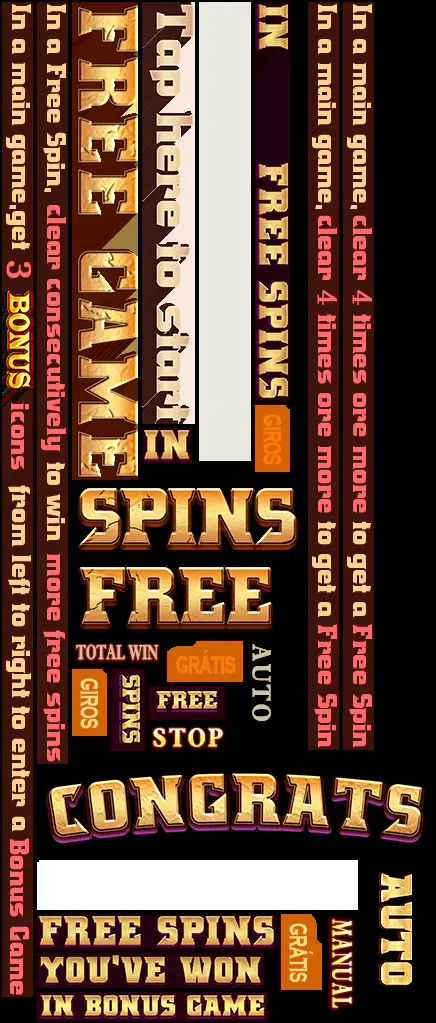 In a main game,get 3 BONUS icons from left to right to enter a Bonus Game
In a Free Spin, clear consecutively to win more free spins
FREE GAME
Tap here to start
IN FREE SPINS
In a main game, clear 4 times ore more to get a Free Spin
In a main game, clear 4 times ore more to get a Free Spin
IN
GIROS
SPINS
FREE
TOTAL WIN
GRÁTIS
AUTO
GIROS
SPINS
FREE
STOP
CONGRATS
FREE SPINS
YOU'VE WON
IN BONUS GAME
GRÁTIS
MANUAL
AUTO